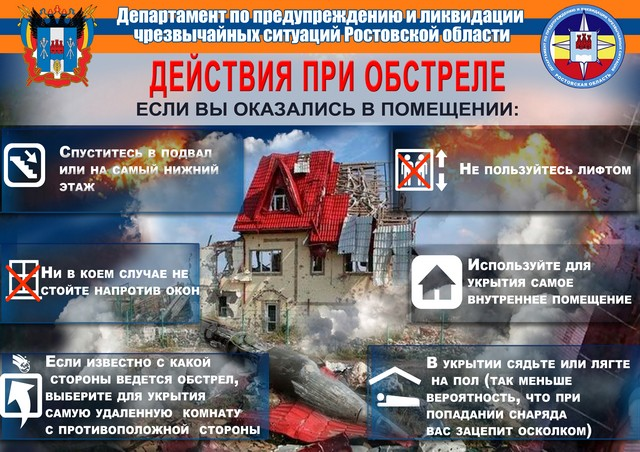 Департамент по предупреждению и ликвидации
чрезвычайных ситуаций Ростовской области
ДЕЙСТВИЯ ПРИ ОБСТРЕЛЕ
ЕСЛИ ВЫ ОКАЗАЛИСЬ В ПОМЕЩЕНИИ:
Спуститесь в подвал
или на самый нижний
этаж
Не пользуйтесь лифтом
Ни в коем случае не
стойте напротив окон
Используйте для
укрытия самое
внутреннее помещение
Если известно с какой
стороны ведется обстрел,
выберите для укрытия
самую удаленную комнату
с противоположной стороны
В укрытии сядьте или лягте
на пол (так меньше
вероятность, что при
попадании снаряда
вас зацепит осколком)
РОСТОВСКАЯ ОБЛАСТЬ